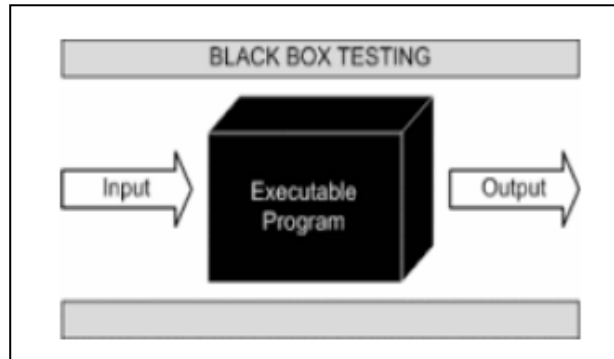 BLACK BOX TESTING
Input
Executable
Program
Output